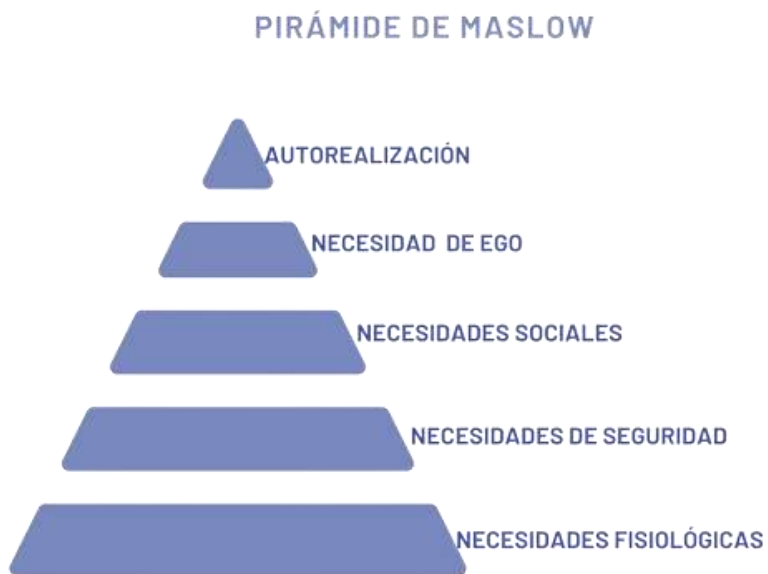 PIRÁMIDE DE MASLOW
AUTOREALIZACIÓN
NECESIDAD DE EGO
NECESIDADES SOCIALES
NECESIDADES DE SEGURIDAD
NECESIDADES FISIOLÓGICAS